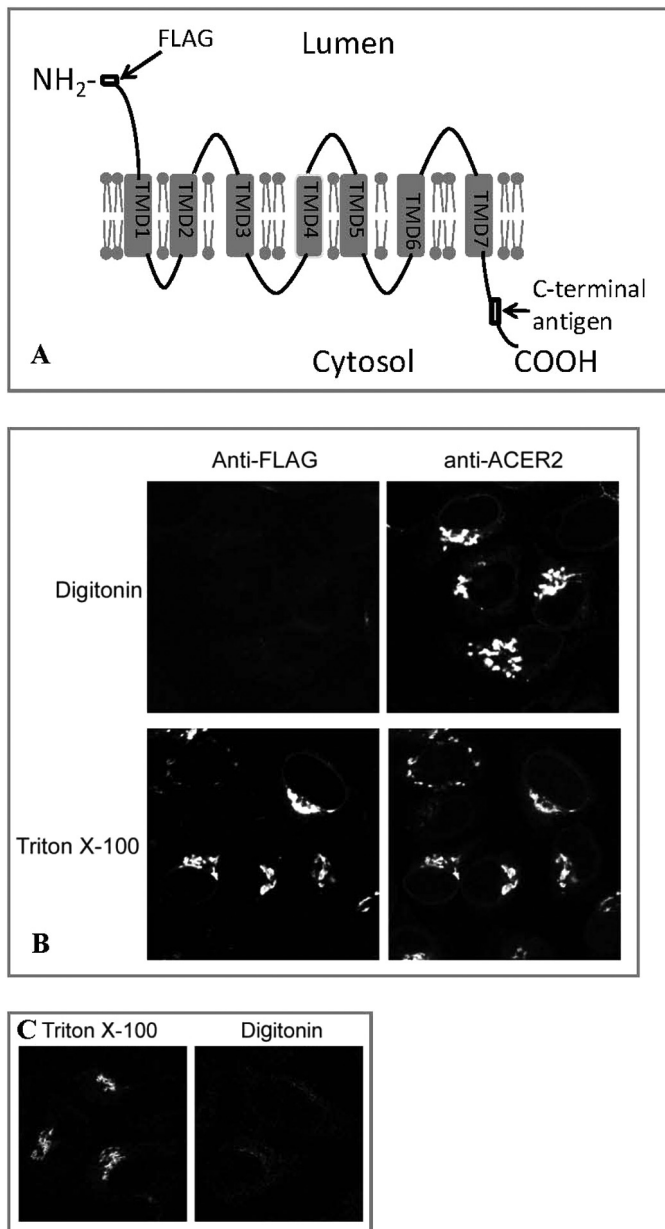 FLAG
Lumen
NH2-
TMD1
TMD2
TMD3
TMD4
TMD5
TMD6
TMD7
C-terminal
antigen
A
Cytosol
COOH
Anti-FLAG
anti-ACER2
Digitonin
Triton X-100
B
C
Triton X-100
Digitonin